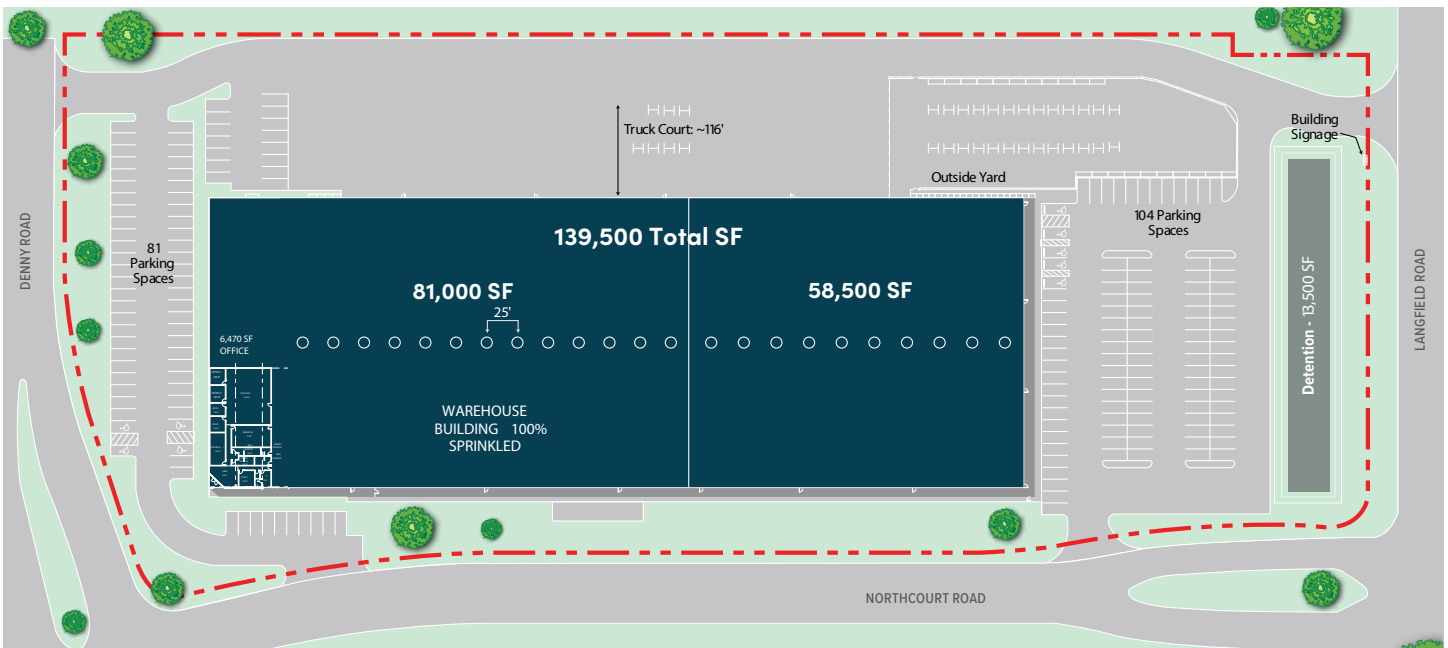 Building
Signage
Truck Court: ~116'
Outside Yard
104 Parking
Spaces
139,500 Total SF
DENNY ROAD
81
Parking
Spaces
81,000 SF
58,500 SF
25'
6,470 SF
OFFICE
WAREHOUSE
BUILDING 100%
SPRINKLED
Detention - 13,500 SF
LANGFIELD ROAD
NORTHCOURT ROAD